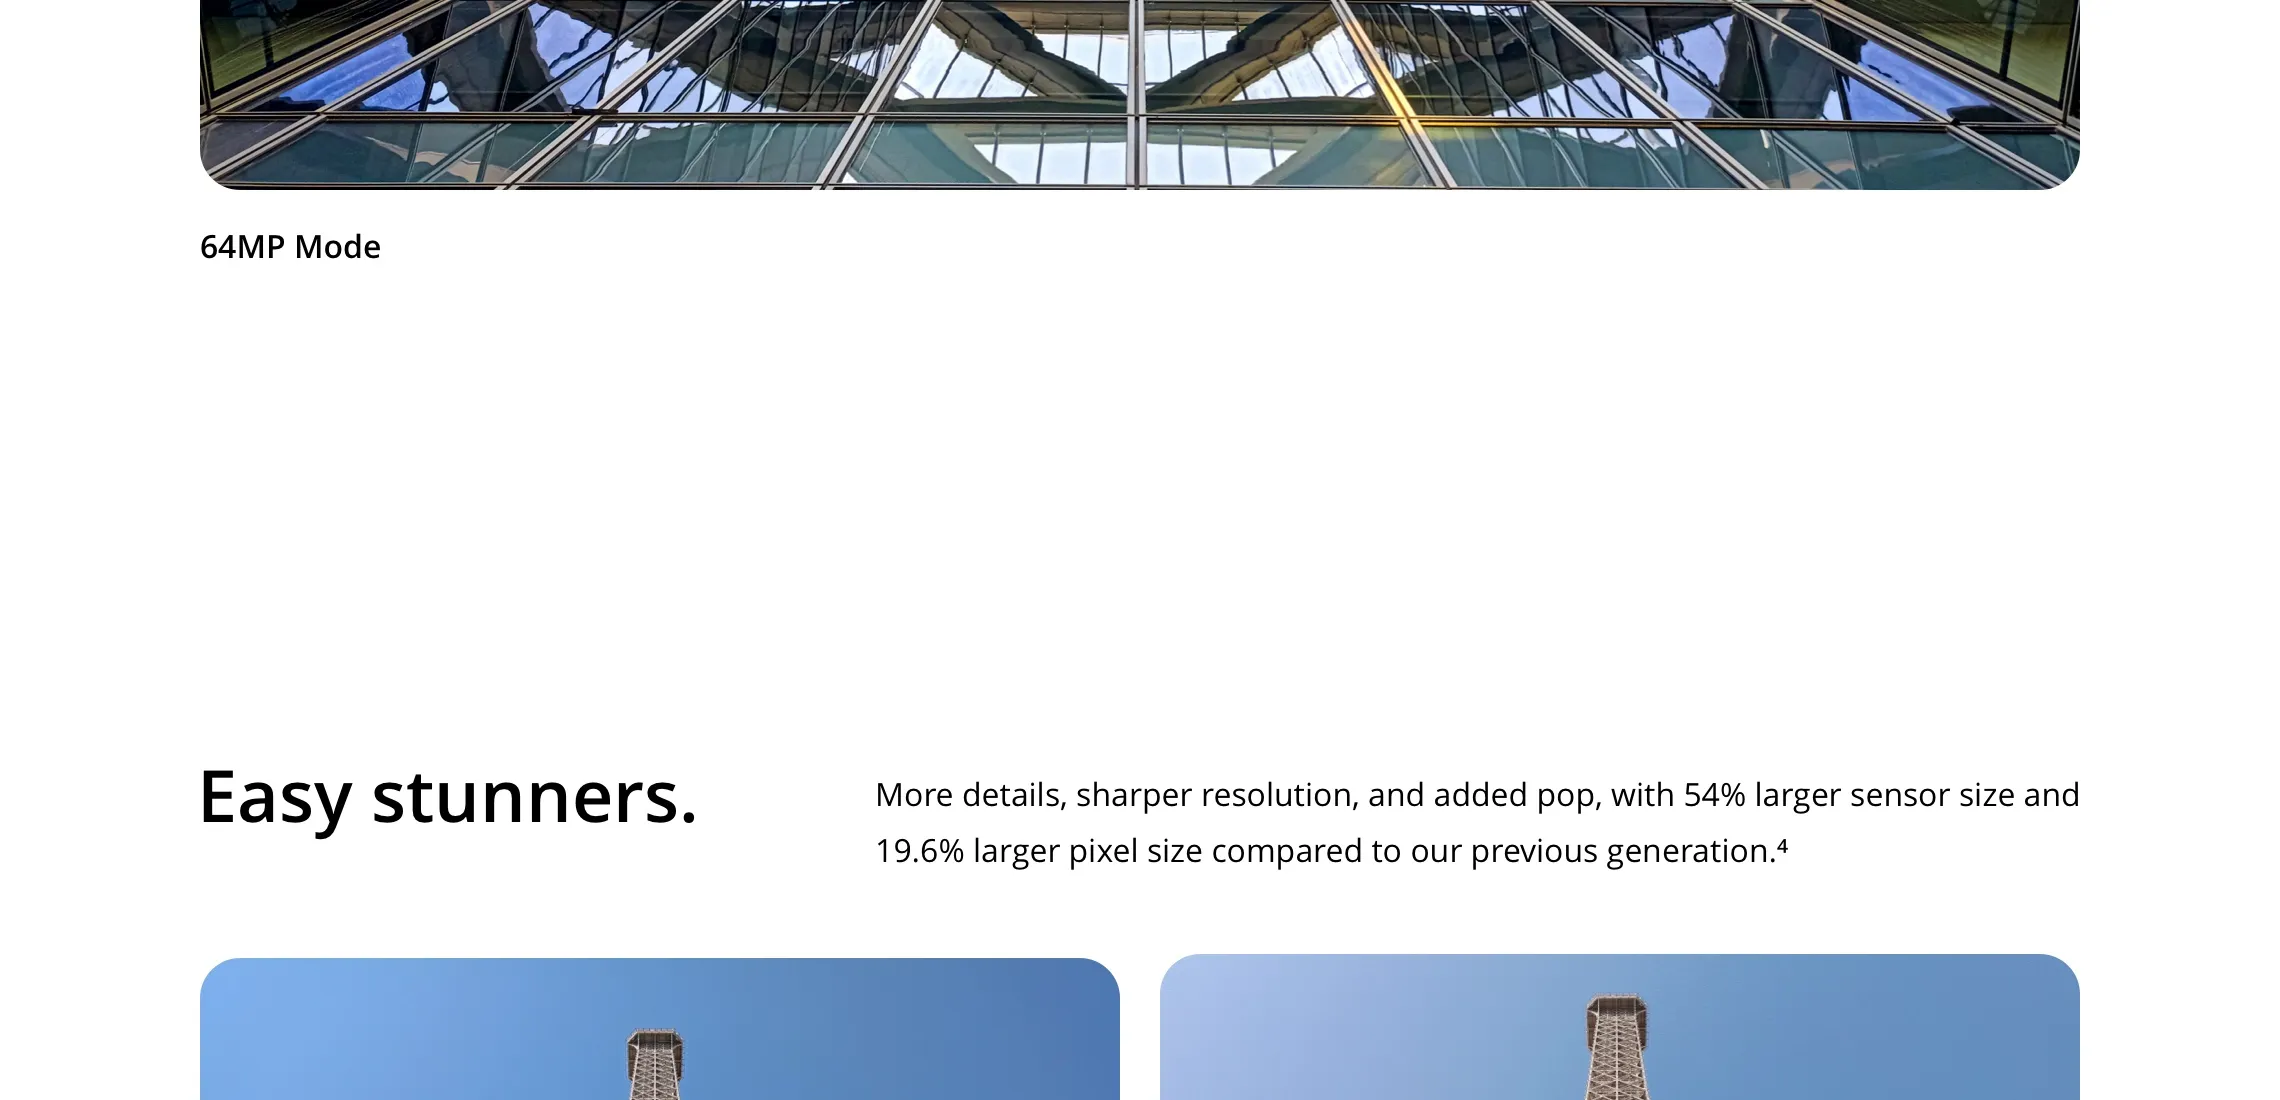 64MP Mode
Easy stunners.
More details, sharper resolution, and added pop, with 54% larger sensor size and
19.6% larger pixel size compared to our previous generation.⁴